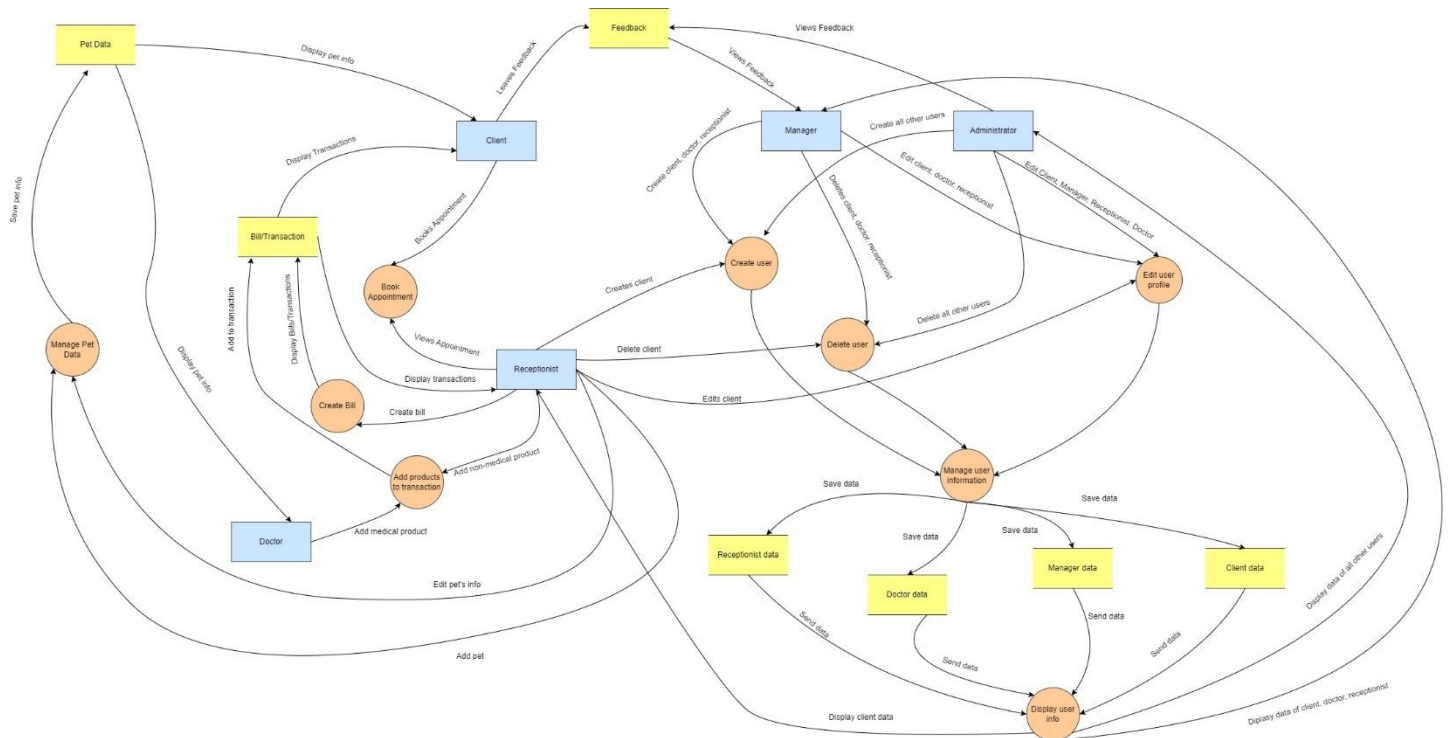 Feedback
Views Feedback
Pet Data
Display pet info
Leaves Feedback
Views Feedback
Client
Manager
Administrator
Create all other users
Display Transactions
Create client, doctor, receptionist
Edit client, doctor, receptionist
Edit Client, Manager, Receptionist, Doctor
Save pet info
Deletes client, doctor, receptionist
Books Appointment
Bill/Transaction
Create user
Edit user
profile
Book
Appointment
Creates client
Delete all other users
Add to transaction
Display Bills/Transactions
Views Appointment
Manage Pet
Data
Delete user
Delete client
Receptionist
Display pet info
Display transactions
Edits client
Create Bill
Create bill
Add non-medical product
Add products
to transaction
Manage user
information
Save data
Save data
Add medical product
Doctor
Save data
Save data
Receptionist data
Manager data
Client data
Edit pet's info
Doctor data
Display data of all other users
Send data
Send data
Send data
Send data
Add pet
Display user
info
Display client data
Diplasy data of client, doctor, receptionist